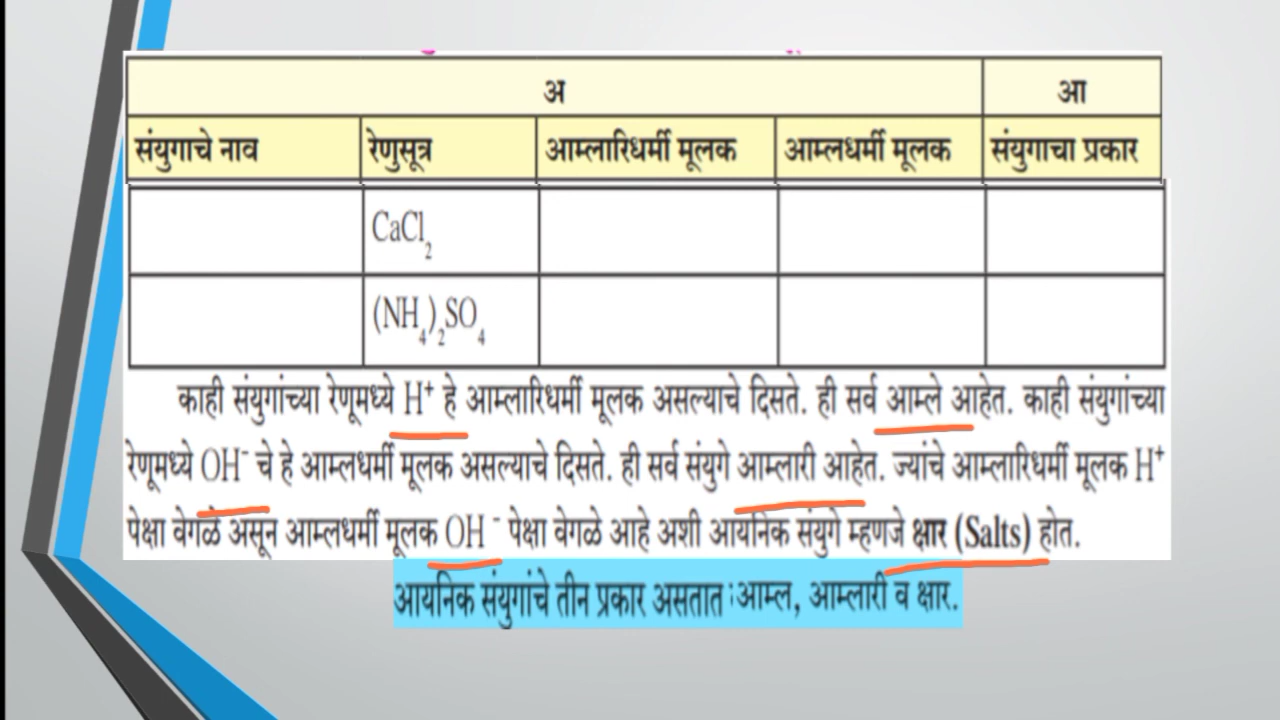 अ आ
संयुगाचे नाव रेणुसूत्र आम्लारिधर्मी मूलक आम्लधर्मी मूलक संयुगाचा प्रकार
CaCl₂
(NH₄)₂SO₄
काही संयुगांच्या रेणूमध्ये H⁺ हे आम्लारिधर्मी मूलक असल्याचे दिसते. ही सर्व आम्ले आहेत. काही संयुगांच्या
रेणूमध्ये OH⁻ चे हे आम्लधर्मी मूलक असल्याचे दिसते. ही सर्व संयुगे आम्लारी आहेत. ज्यांचे आम्लारिधर्मी मूलक H⁺
पेक्षा वेगळे असून आम्लधर्मी मूलक OH⁻ पेक्षा वेगळे आहे अशी आयनिक संयुगे म्हणजे क्षार (Salts) होत.
आयनिक संयुगांचे तीन प्रकार असतात : आम्ल, आम्लारी व क्षार.